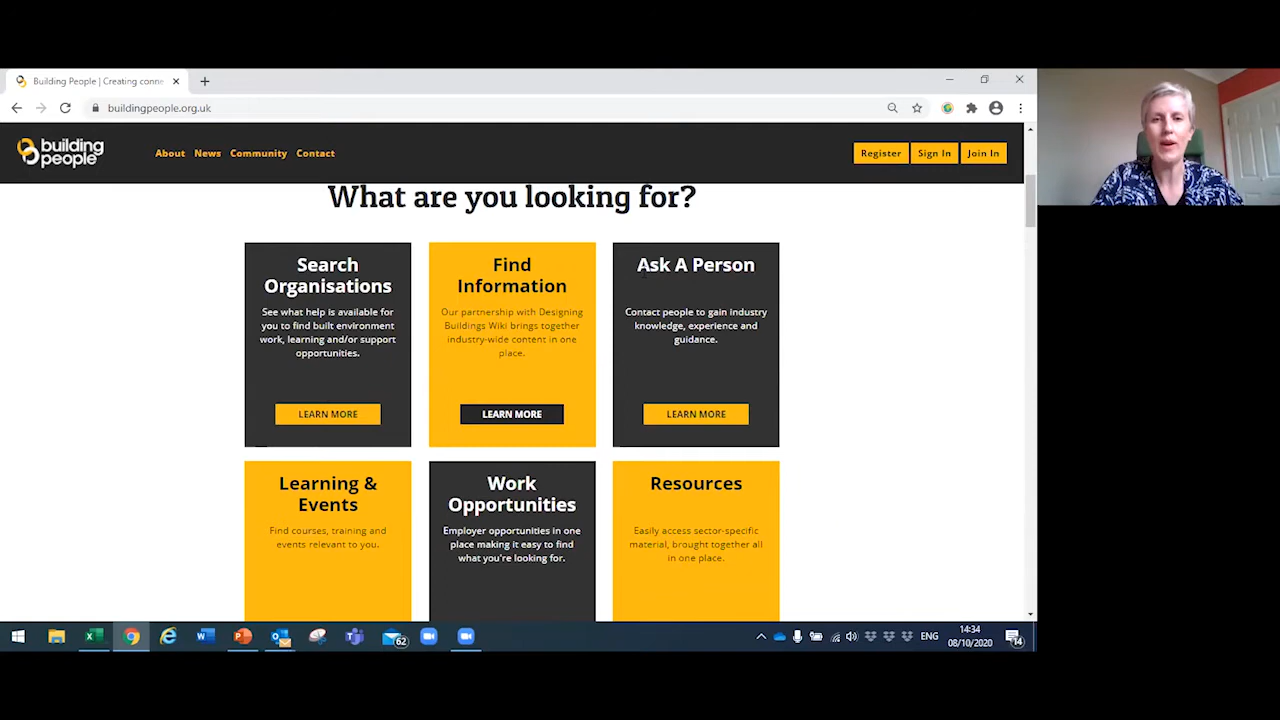 Building People | Creating conne
buildingpeople.org.uk
building
people
About News Community Contact
Register Sign In Join In
What are you looking for?
Search
Organisations
See what help is available for
you to find built environment
work, learning and/or support
opportunities.
LEARN MORE
Find
Information
Our partnership with Designing
Buildings Wiki brings together
industry-wide content in one
place.
LEARN MORE
Ask A Person
Contact people to gain industry
knowledge, experience and
guidance.
LEARN MORE
Learning &
Events
Find courses, training and
events relevant to you.
Work
Opportunities
Employer opportunities in one
place making it easy to find
what you're looking for.
Resources
Easily access sector-specific
material, brought together all
in one place.
62
ENG
14:34
08/10/2020
14